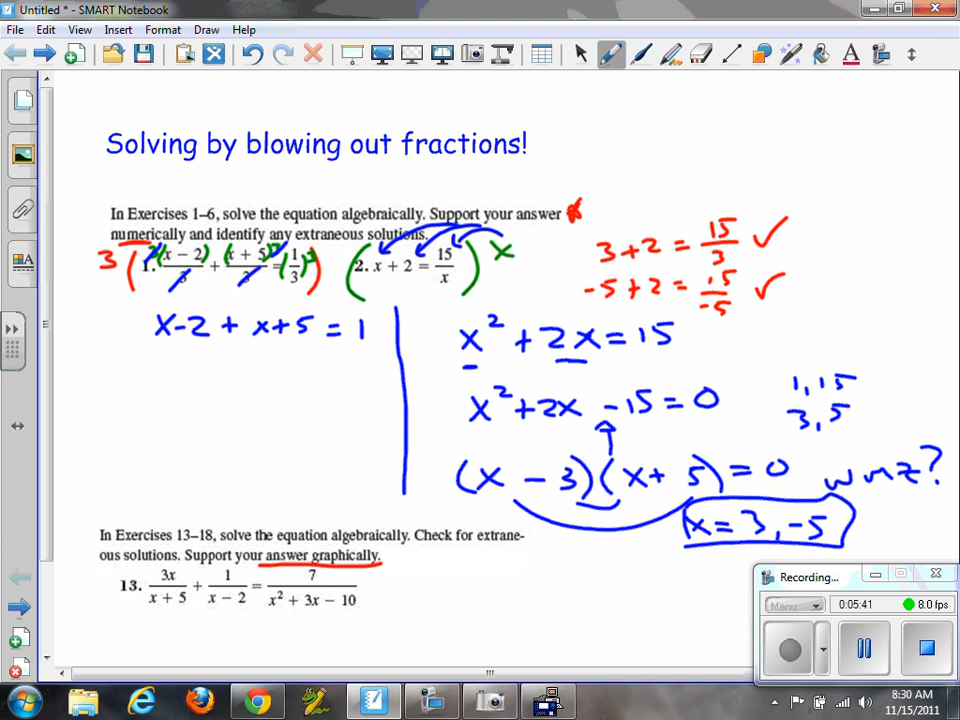 Untitled * - SMART Notebook
File Edit View Insert Format Draw Help
Solving by blowing out fractions!
In Exercises 1–6, solve the equation algebraically. Support your answer
numerically and identify any extraneous solutions.
3 ( 1. (x − 2)/3 + (x + 5)/3 = 1/3 )
( 2. x + 2 = 15/x ) x
3 + 2 = 15/3 ✓
-5 + 2 = 15/-5 ✓
x-2 + x+5 = 1
x² + 2x = 15
x² + 2x - 15 = 0
1, 15
3, 5
(x - 3)(x + 5) = 0
wmz?
x = 3, -5
In Exercises 13–18, solve the equation algebraically. Check for extrane-
ous solutions. Support your answer graphically.
13. 3x/(x + 5) + 1/(x − 2) = 7/(x² + 3x − 10)
Recording...
Menu 0:05:41 8.0 fps
8:30 AM
11/15/2011